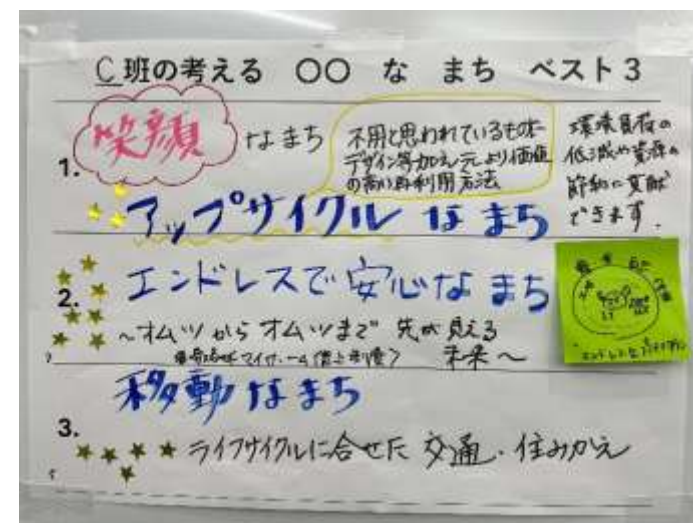 C班の考える 〇〇 な まち ベスト3
1.
笑顔 なまち
不用と思われているものに
デザイン等加え元より価値
の高い再利用方法
環境負荷の
低減や資源の
節約に貢献
できます.
アップサイクル な まち
2.
エンドレスで安心なまち
〜オムツから オムツまで 先が見える
未来〜
3.
移動なまち
ライフサイクルに合せた 交通・住みかえ